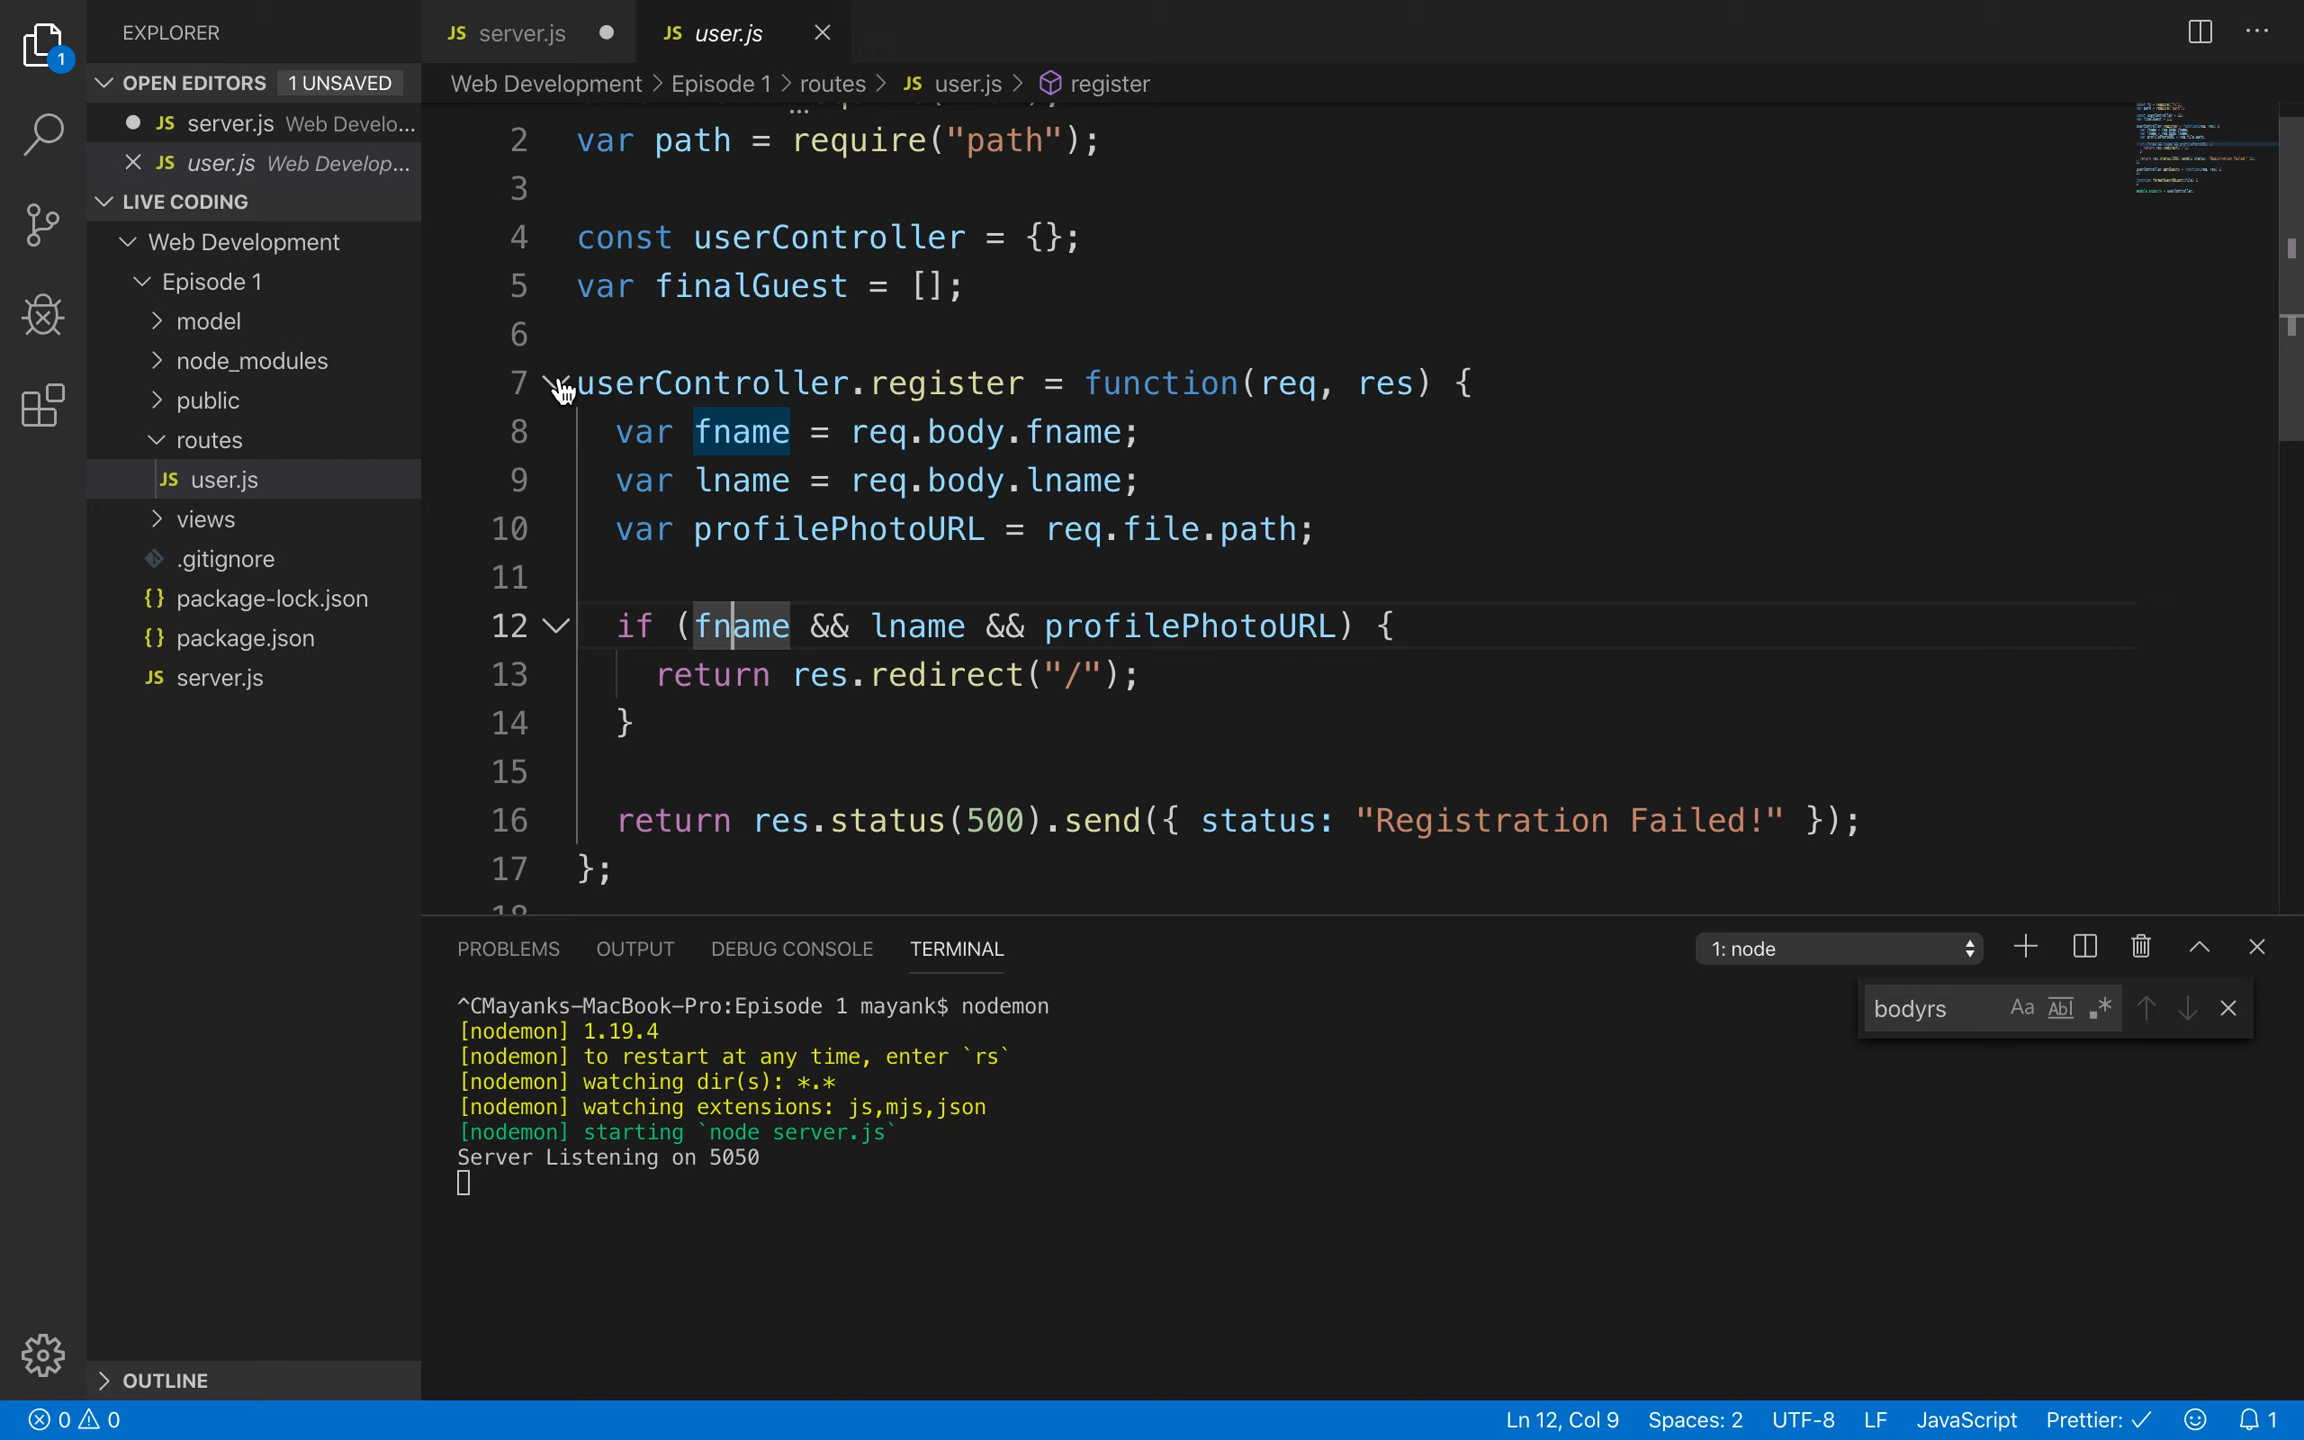 EXPLORER
JS server.js
JS user.js
OPEN EDITORS 1 UNSAVED
1
Web Development > Episode 1 > routes > JS user.js > register
JS server.js Web Develo...
JS user.js Web Develop...
LIVE CODING
Web Development
Episode 1
model
node_modules
public
routes
JS user.js
views
.gitignore
{} package-lock.json
{} package.json
JS server.js
OUTLINE
2 var path = require("path");
3
4 const userController = {};
5 var finalGuest = [];
6
7 userController.register = function(req, res) {
8 var fname = req.body.fname;
9 var lname = req.body.lname;
10 var profilePhotoURL = req.file.path;
11
12 if (fname && lname && profilePhotoURL) {
13 return res.redirect("/");
14 }
15
16 return res.status(500).send({ status: "Registration Failed!" });
17 };
18
PROBLEMS OUTPUT DEBUG CONSOLE TERMINAL
1: node
bodyrs Aa Abl .*
^CMayanks-MacBook-Pro:Episode 1 mayank$ nodemon
[nodemon] 1.19.4
[nodemon] to restart at any time, enter `rs`
[nodemon] watching dir(s): *.*
[nodemon] watching extensions: js,mjs,json
[nodemon] starting `node server.js`
Server Listening on 5050
0 0
Ln 12, Col 9 Spaces: 2 UTF-8 LF JavaScript Prettier: ✓ 1